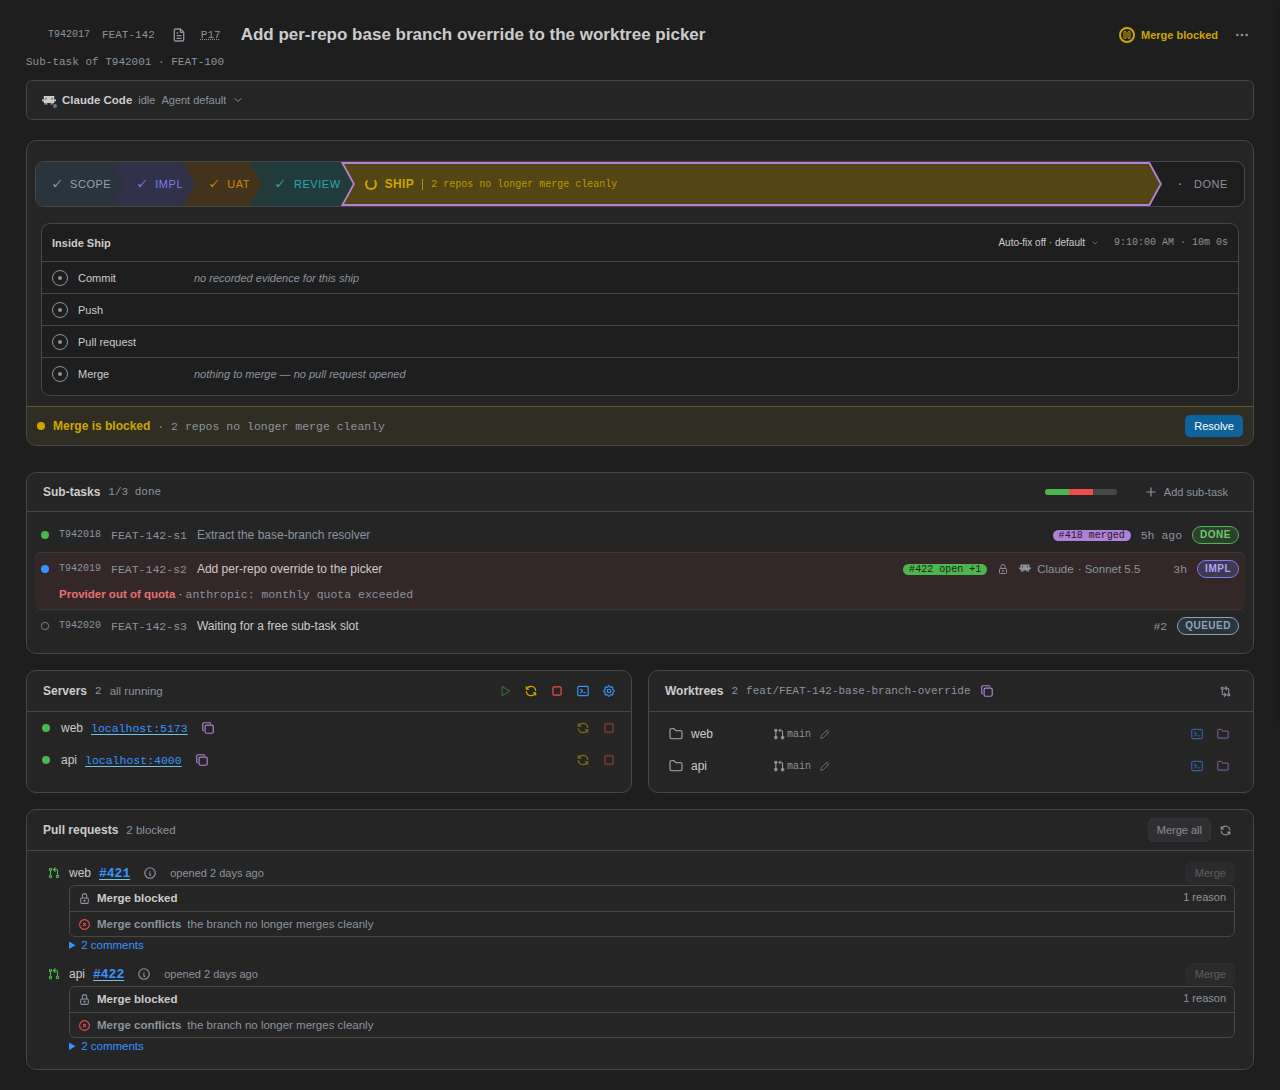 T942017 FEAT-142 P17 Add per-repo base branch override to the worktree picker Merge blocked
Sub-task of T942001 · FEAT-100
Claude Code idle Agent default
SCOPE IMPL UAT REVIEW SHIP 2 repos no longer merge cleanly · DONE
Inside Ship Auto-fix off · default 9:10:00 AM · 10m 0s
Commit no recorded evidence for this ship
Push
Pull request
Merge nothing to merge — no pull request opened
Merge is blocked · 2 repos no longer merge cleanly Resolve
Sub-tasks 1/3 done Add sub-task
T942018 FEAT-142-s1 Extract the base-branch resolver #418 merged 5h ago DONE
T942019 FEAT-142-s2 Add per-repo override to the picker #422 open +1 Claude · Sonnet 5.5 3h IMPL
Provider out of quota · anthropic: monthly quota exceeded
T942020 FEAT-142-s3 Waiting for a free sub-task slot #2 QUEUED
Servers 2 all running
web localhost:5173
api localhost:4000
Worktrees 2 feat/FEAT-142-base-branch-override
web main
api main
Pull requests 2 blocked Merge all
web #421 opened 2 days ago Merge
Merge blocked 1 reason
Merge conflicts the branch no longer merges cleanly
2 comments
api #422 opened 2 days ago Merge
Merge blocked 1 reason
Merge conflicts the branch no longer merges cleanly
2 comments